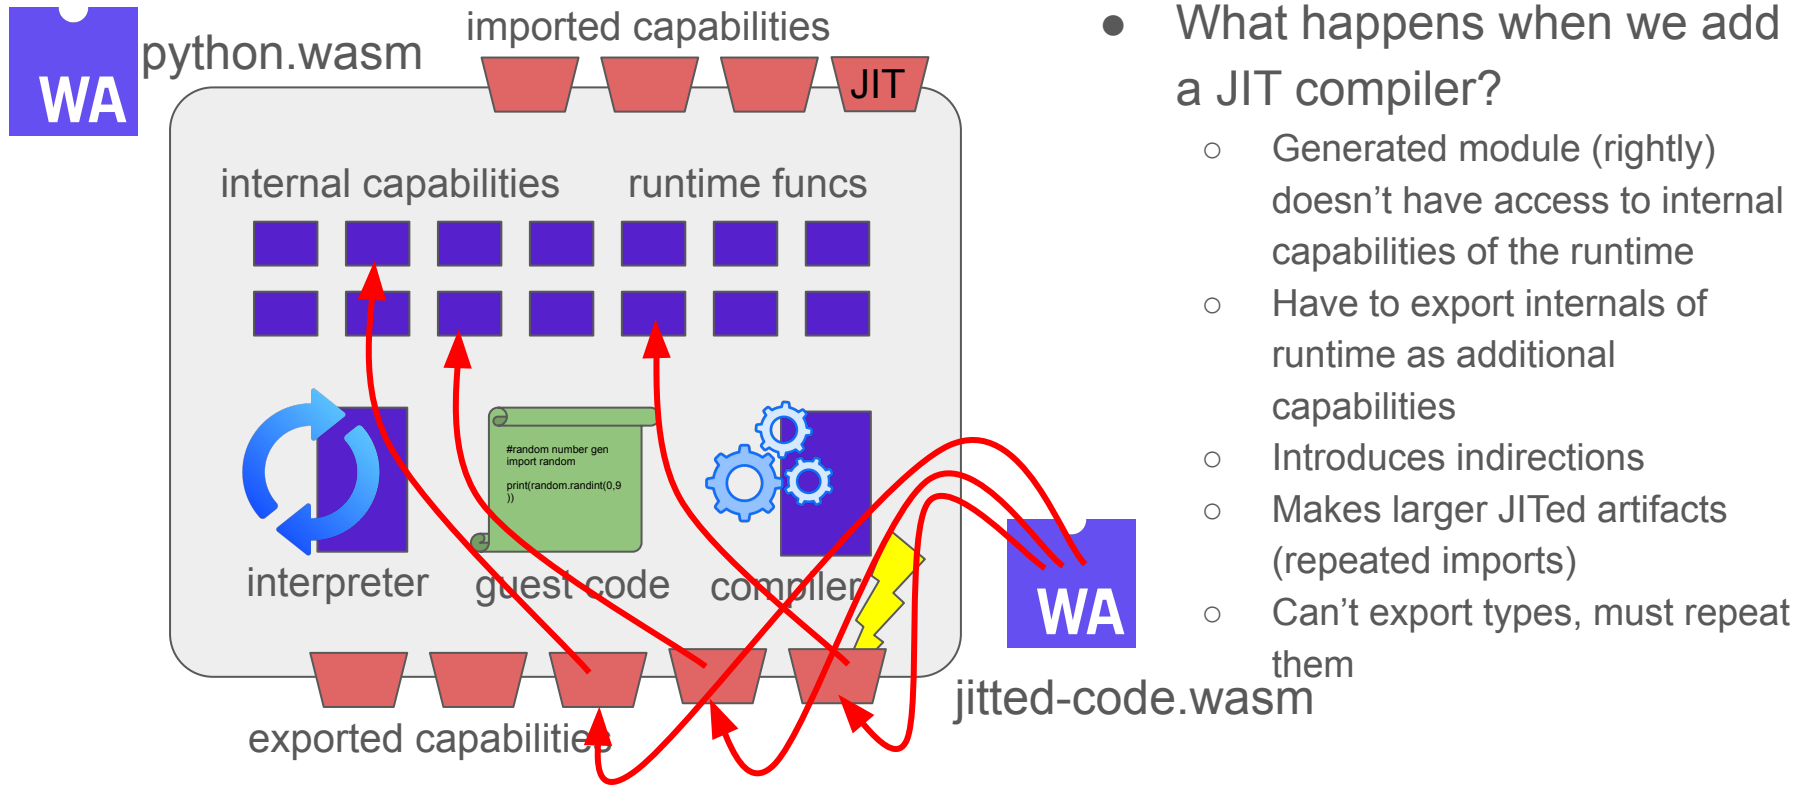 WA
python.wasm
imported capabilities
JIT
internal capabilities
runtime funcs
#random number gen
import random
print(random.randint(0,9
))
interpreter
guest code
compiler
exported capabilities
WA
jitted-code.wasm
● What happens when we add
a JIT compiler?
○ Generated module (rightly)
doesn’t have access to internal
capabilities of the runtime
○ Have to export internals of
runtime as additional
capabilities
○ Introduces indirections
○ Makes larger JITed artifacts
(repeated imports)
○ Can’t export types, must repeat
them